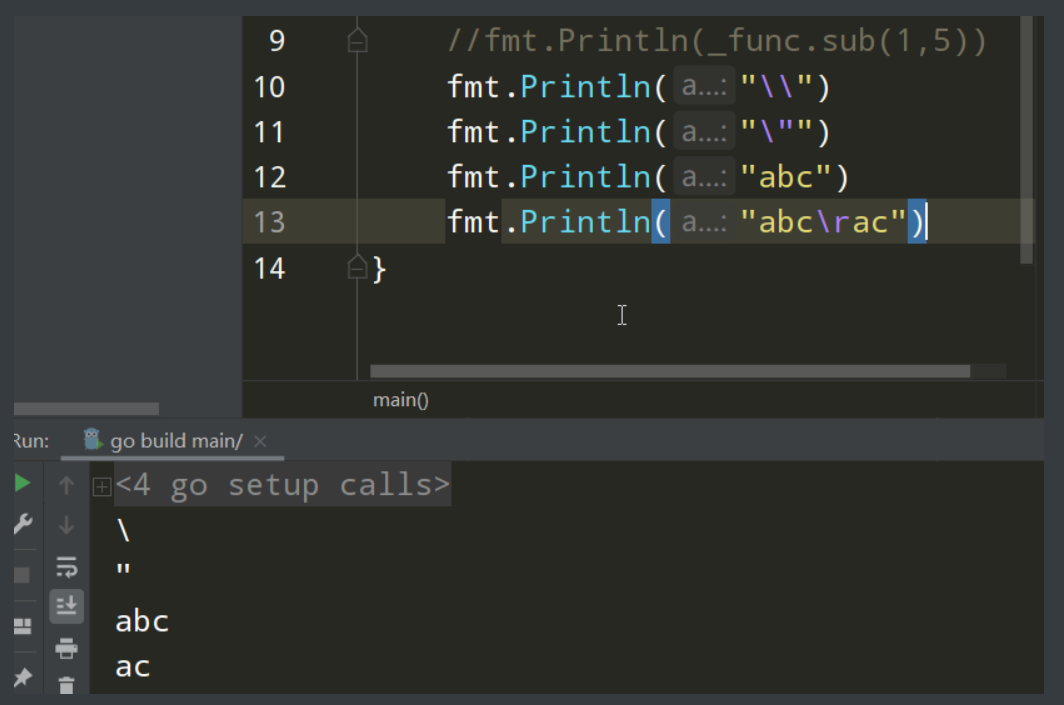 9 //fmt.Println(_func.sub(1,5))
10 fmt.Println( a...: "\\")
11 fmt.Println( a...: "\"")
12 fmt.Println( a...: "abc")
13 fmt.Println( a...: "abc\rac")
14 }
main()
Run: go build main/
<4 go setup calls>
\
"
abc
ac